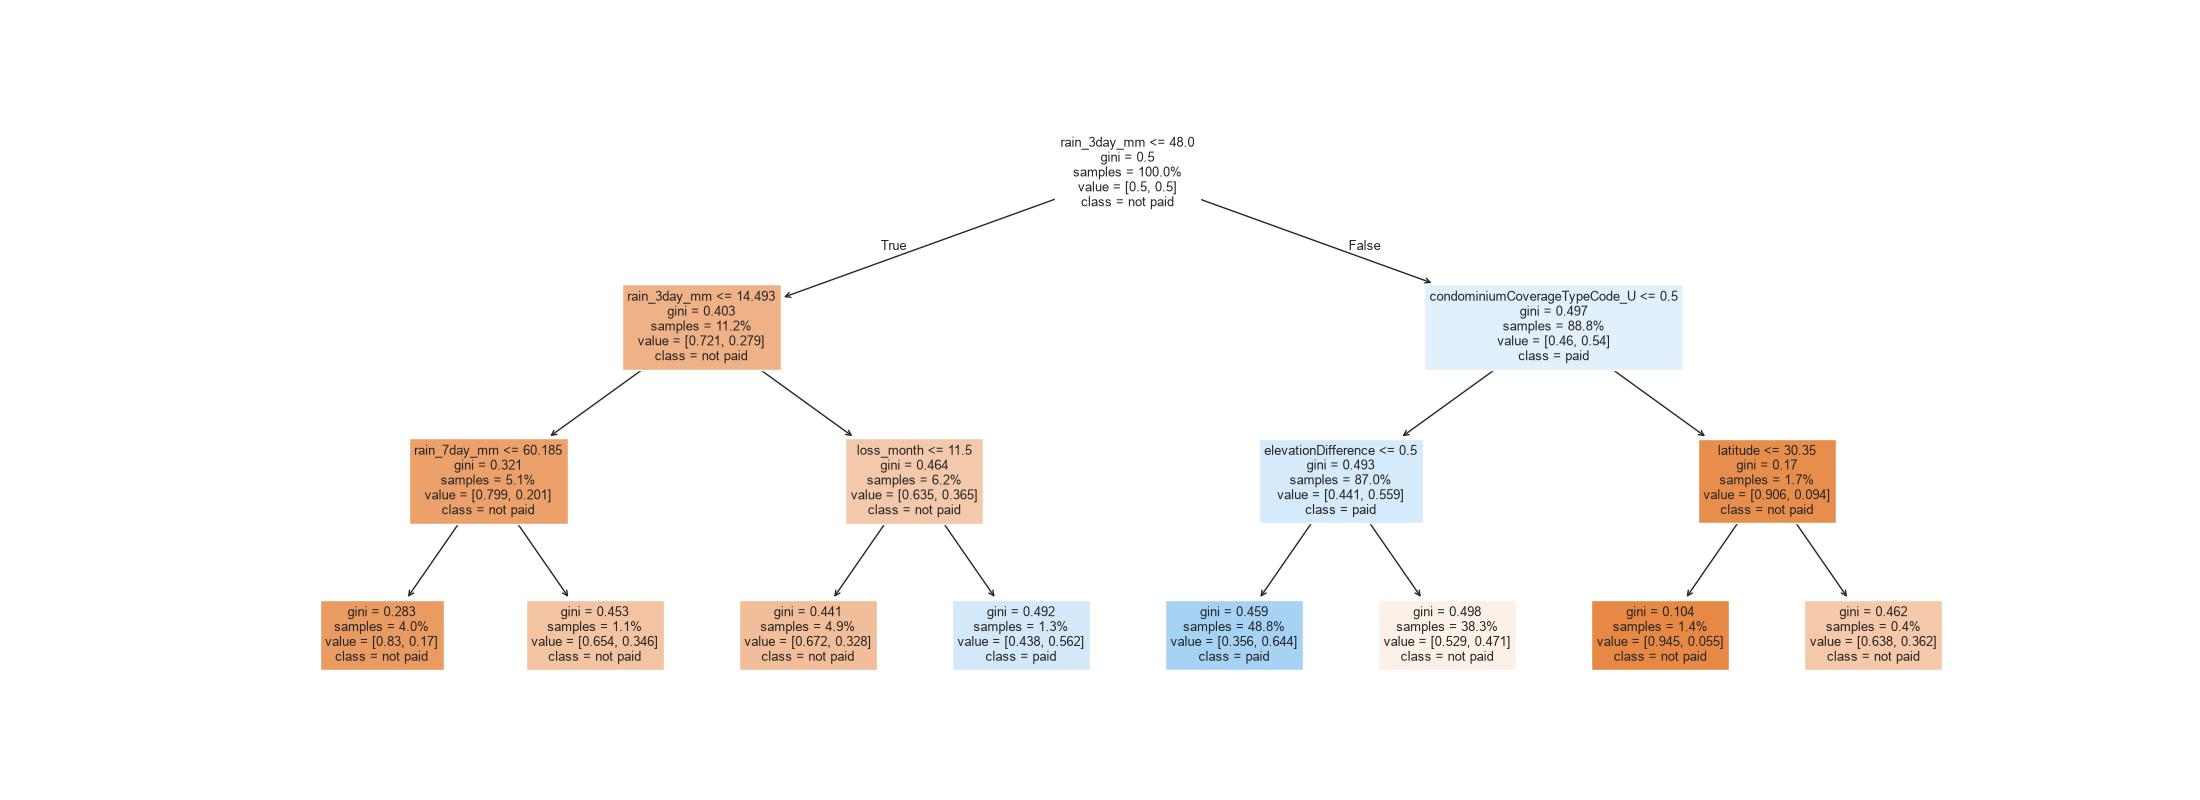 rain_3day_mm <= 48.0
gini = 0.5
samples = 100.0%
value = [0.5, 0.5]
class = not paid
True
False
rain_3day_mm <= 14.493
gini = 0.403
samples = 11.2%
value = [0.721, 0.279]
class = not paid
condominiumCoverageTypeCode_U <= 0.5
gini = 0.497
samples = 88.8%
value = [0.46, 0.54]
class = paid
rain_7day_mm <= 60.185
gini = 0.321
samples = 5.1%
value = [0.799, 0.201]
class = not paid
loss_month <= 11.5
gini = 0.464
samples = 6.2%
value = [0.635, 0.365]
class = not paid
elevationDifference <= 0.5
gini = 0.493
samples = 87.0%
value = [0.441, 0.559]
class = paid
latitude <= 30.35
gini = 0.17
samples = 1.7%
value = [0.906, 0.094]
class = not paid
gini = 0.283
samples = 4.0%
value = [0.83, 0.17]
class = not paid
gini = 0.453
samples = 1.1%
value = [0.654, 0.346]
class = not paid
gini = 0.441
samples = 4.9%
value = [0.672, 0.328]
class = not paid
gini = 0.492
samples = 1.3%
value = [0.438, 0.562]
class = paid
gini = 0.459
samples = 48.8%
value = [0.356, 0.644]
class = paid
gini = 0.498
samples = 38.3%
value = [0.529, 0.471]
class = not paid
gini = 0.104
samples = 1.4%
value = [0.945, 0.055]
class = not paid
gini = 0.462
samples = 0.4%
value = [0.638, 0.362]
class = not paid